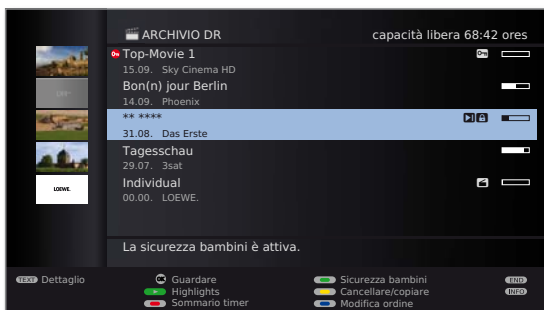 ARCHIVIO DR capacità libera 68:42 ores
Top-Movie 1
15.09. Sky Cinema HD
Bon(n) jour Berlin
14.09. Phoenix
** ****
31.08. Das Erste
Tagesschau
29.07. 3sat
Individual
00.00. LOEWE.
LOEWE.
La sicurezza bambini è attiva.
TEXT Dettaglio OK Guardare Sicurezza bambini END
Highlights Cancellare/copiare INFO
Sommario timer Modifica ordine